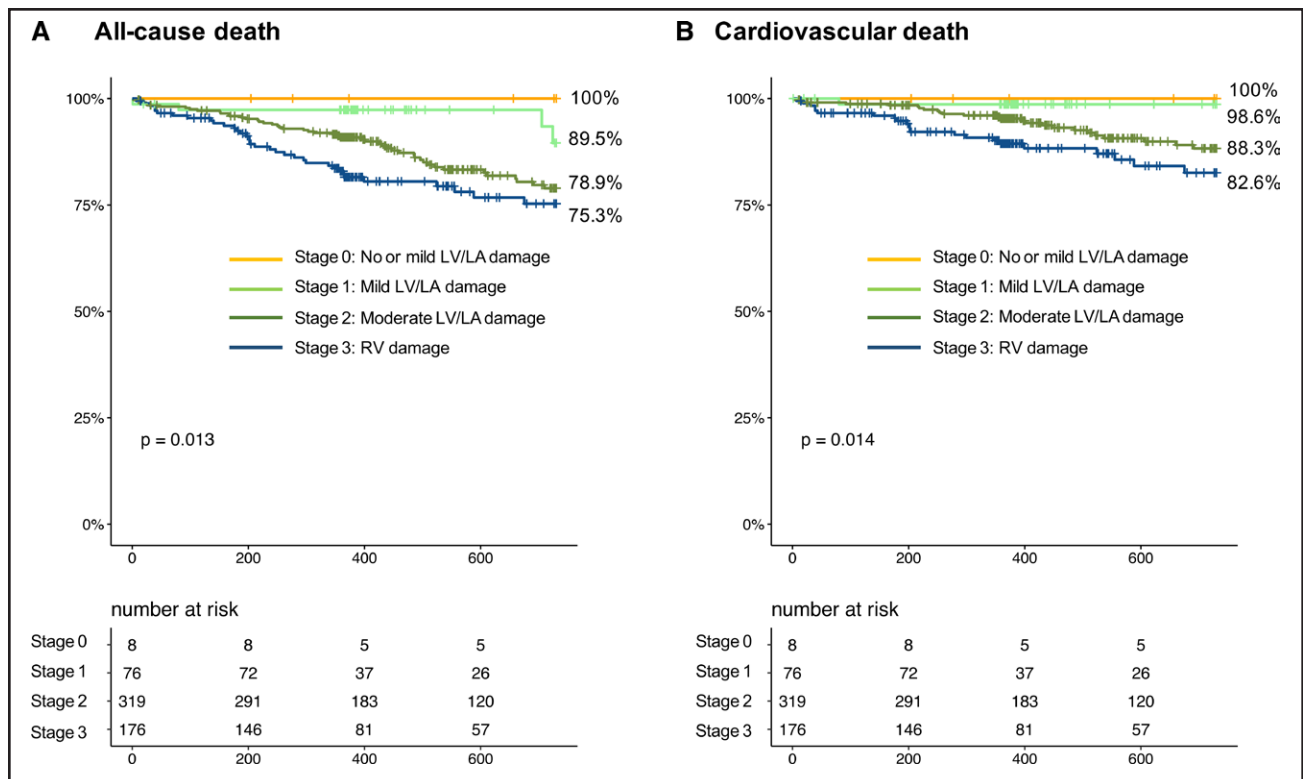 A All-cause death
100%
75%
50%
25%
0%
100%
89.5%
78.9%
75.3%
Stage 0: No or mild LV/LA damage
Stage 1: Mild LV/LA damage
Stage 2: Moderate LV/LA damage
Stage 3: RV damage
p = 0.013
0 200 400 600
number at risk
Stage 0 8 8 5 5
Stage 1 76 72 37 26
Stage 2 319 291 183 120
Stage 3 176 146 81 57
0 200 400 600
B Cardiovascular death
100%
75%
50%
25%
0%
100%
98.6%
88.3%
82.6%
Stage 0: No or mild LV/LA damage
Stage 1: Mild LV/LA damage
Stage 2: Moderate LV/LA damage
Stage 3: RV damage
p = 0.014
0 200 400 600
number at risk
Stage 0 8 8 5 5
Stage 1 76 72 37 26
Stage 2 319 291 183 120
Stage 3 176 146 81 57
0 200 400 600